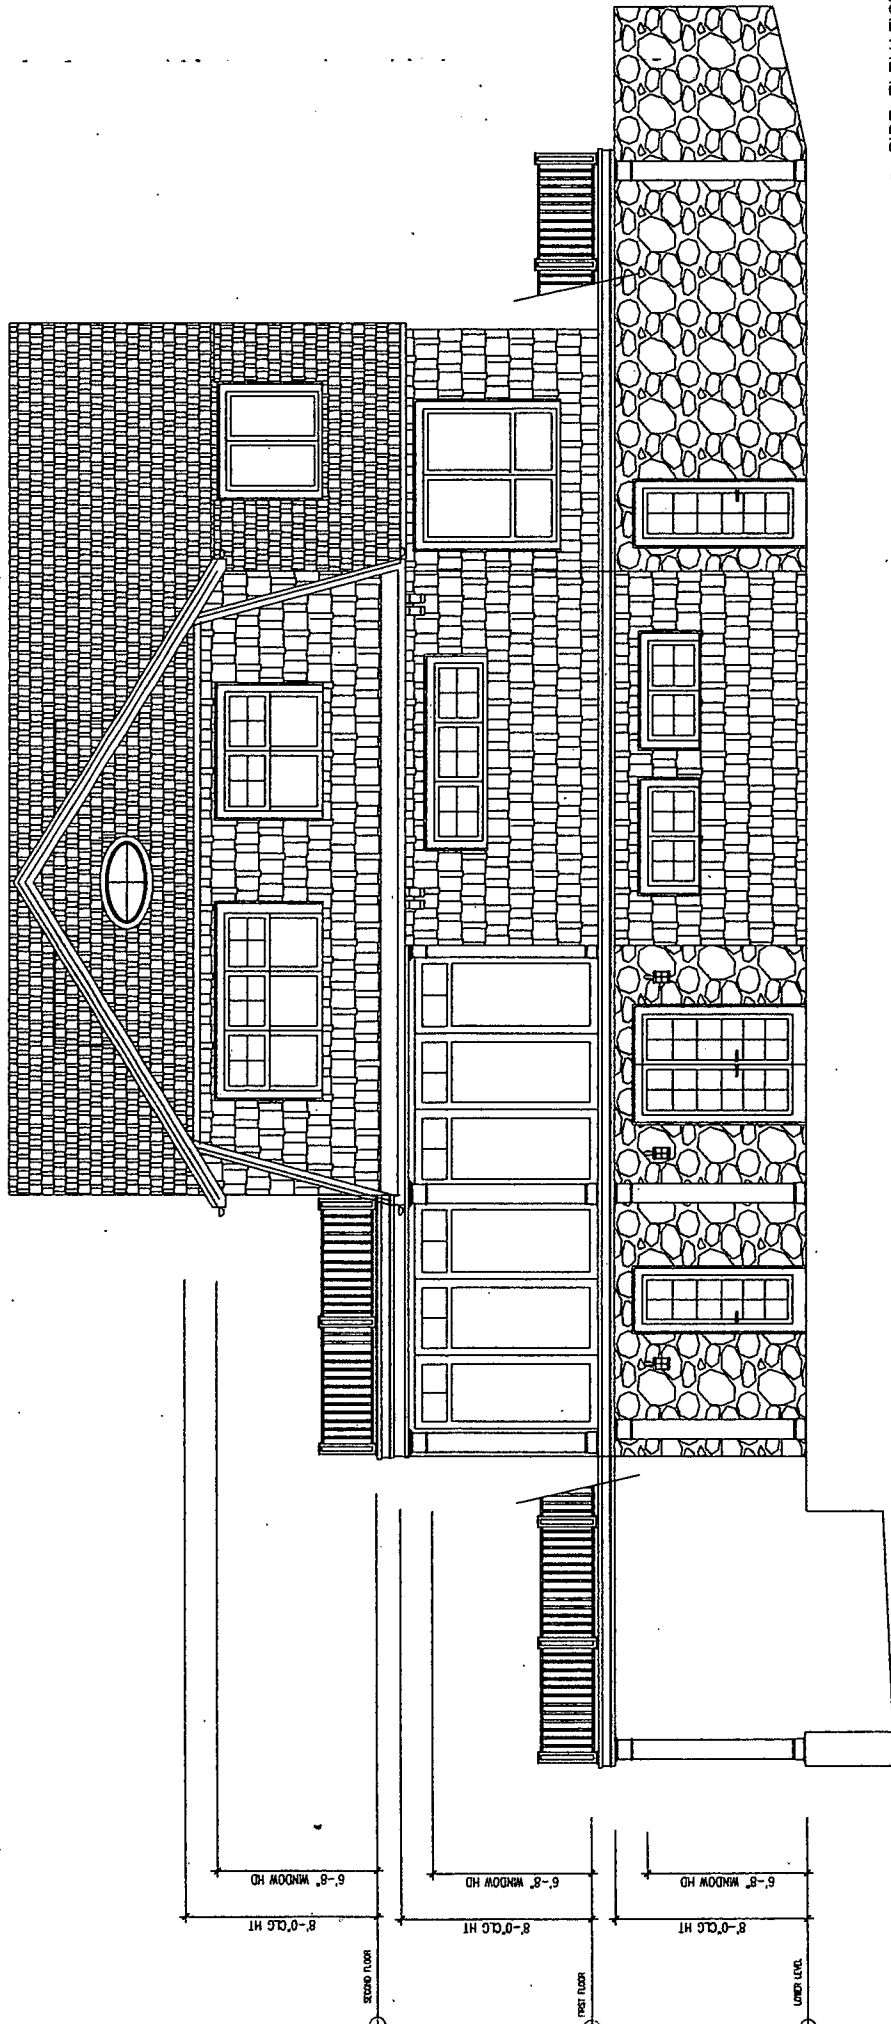 8'-0" CLG HT
6'-8" WINDOW HD
SECOND FLOOR
8'-0" CLG HT
6'-8" WINDOW HD
FIRST FLOOR
8'-0" CLG HT
6'-8" WINDOW HD
LOWER LEVEL